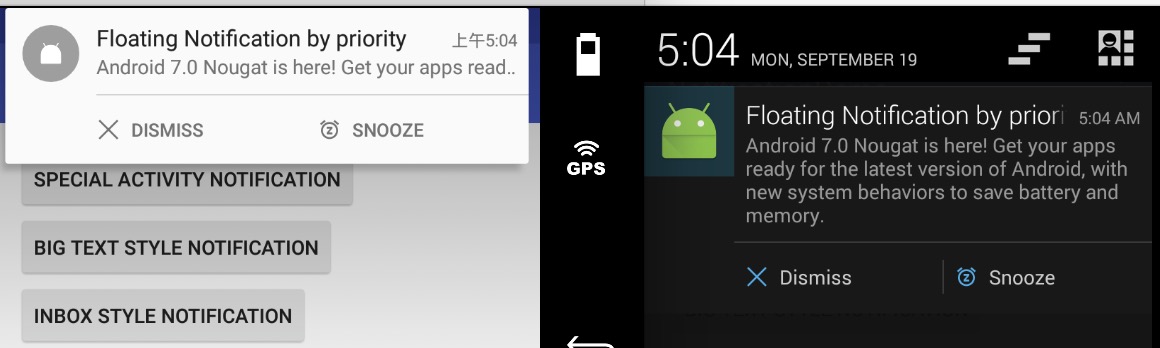 Floating Notification by priority 上午5:04
Android 7.0 Nougat is here! Get your apps read..
DISMISS SNOOZE
SPECIAL ACTIVITY NOTIFICATION
BIG TEXT STYLE NOTIFICATION
INBOX STYLE NOTIFICATION
GPS
5:04 MON, SEPTEMBER 19
Floating Notification by priori 5:04 AM
Android 7.0 Nougat is here! Get your apps
ready for the latest version of Android, with
new system behaviors to save battery and
memory.
Dismiss Snooze